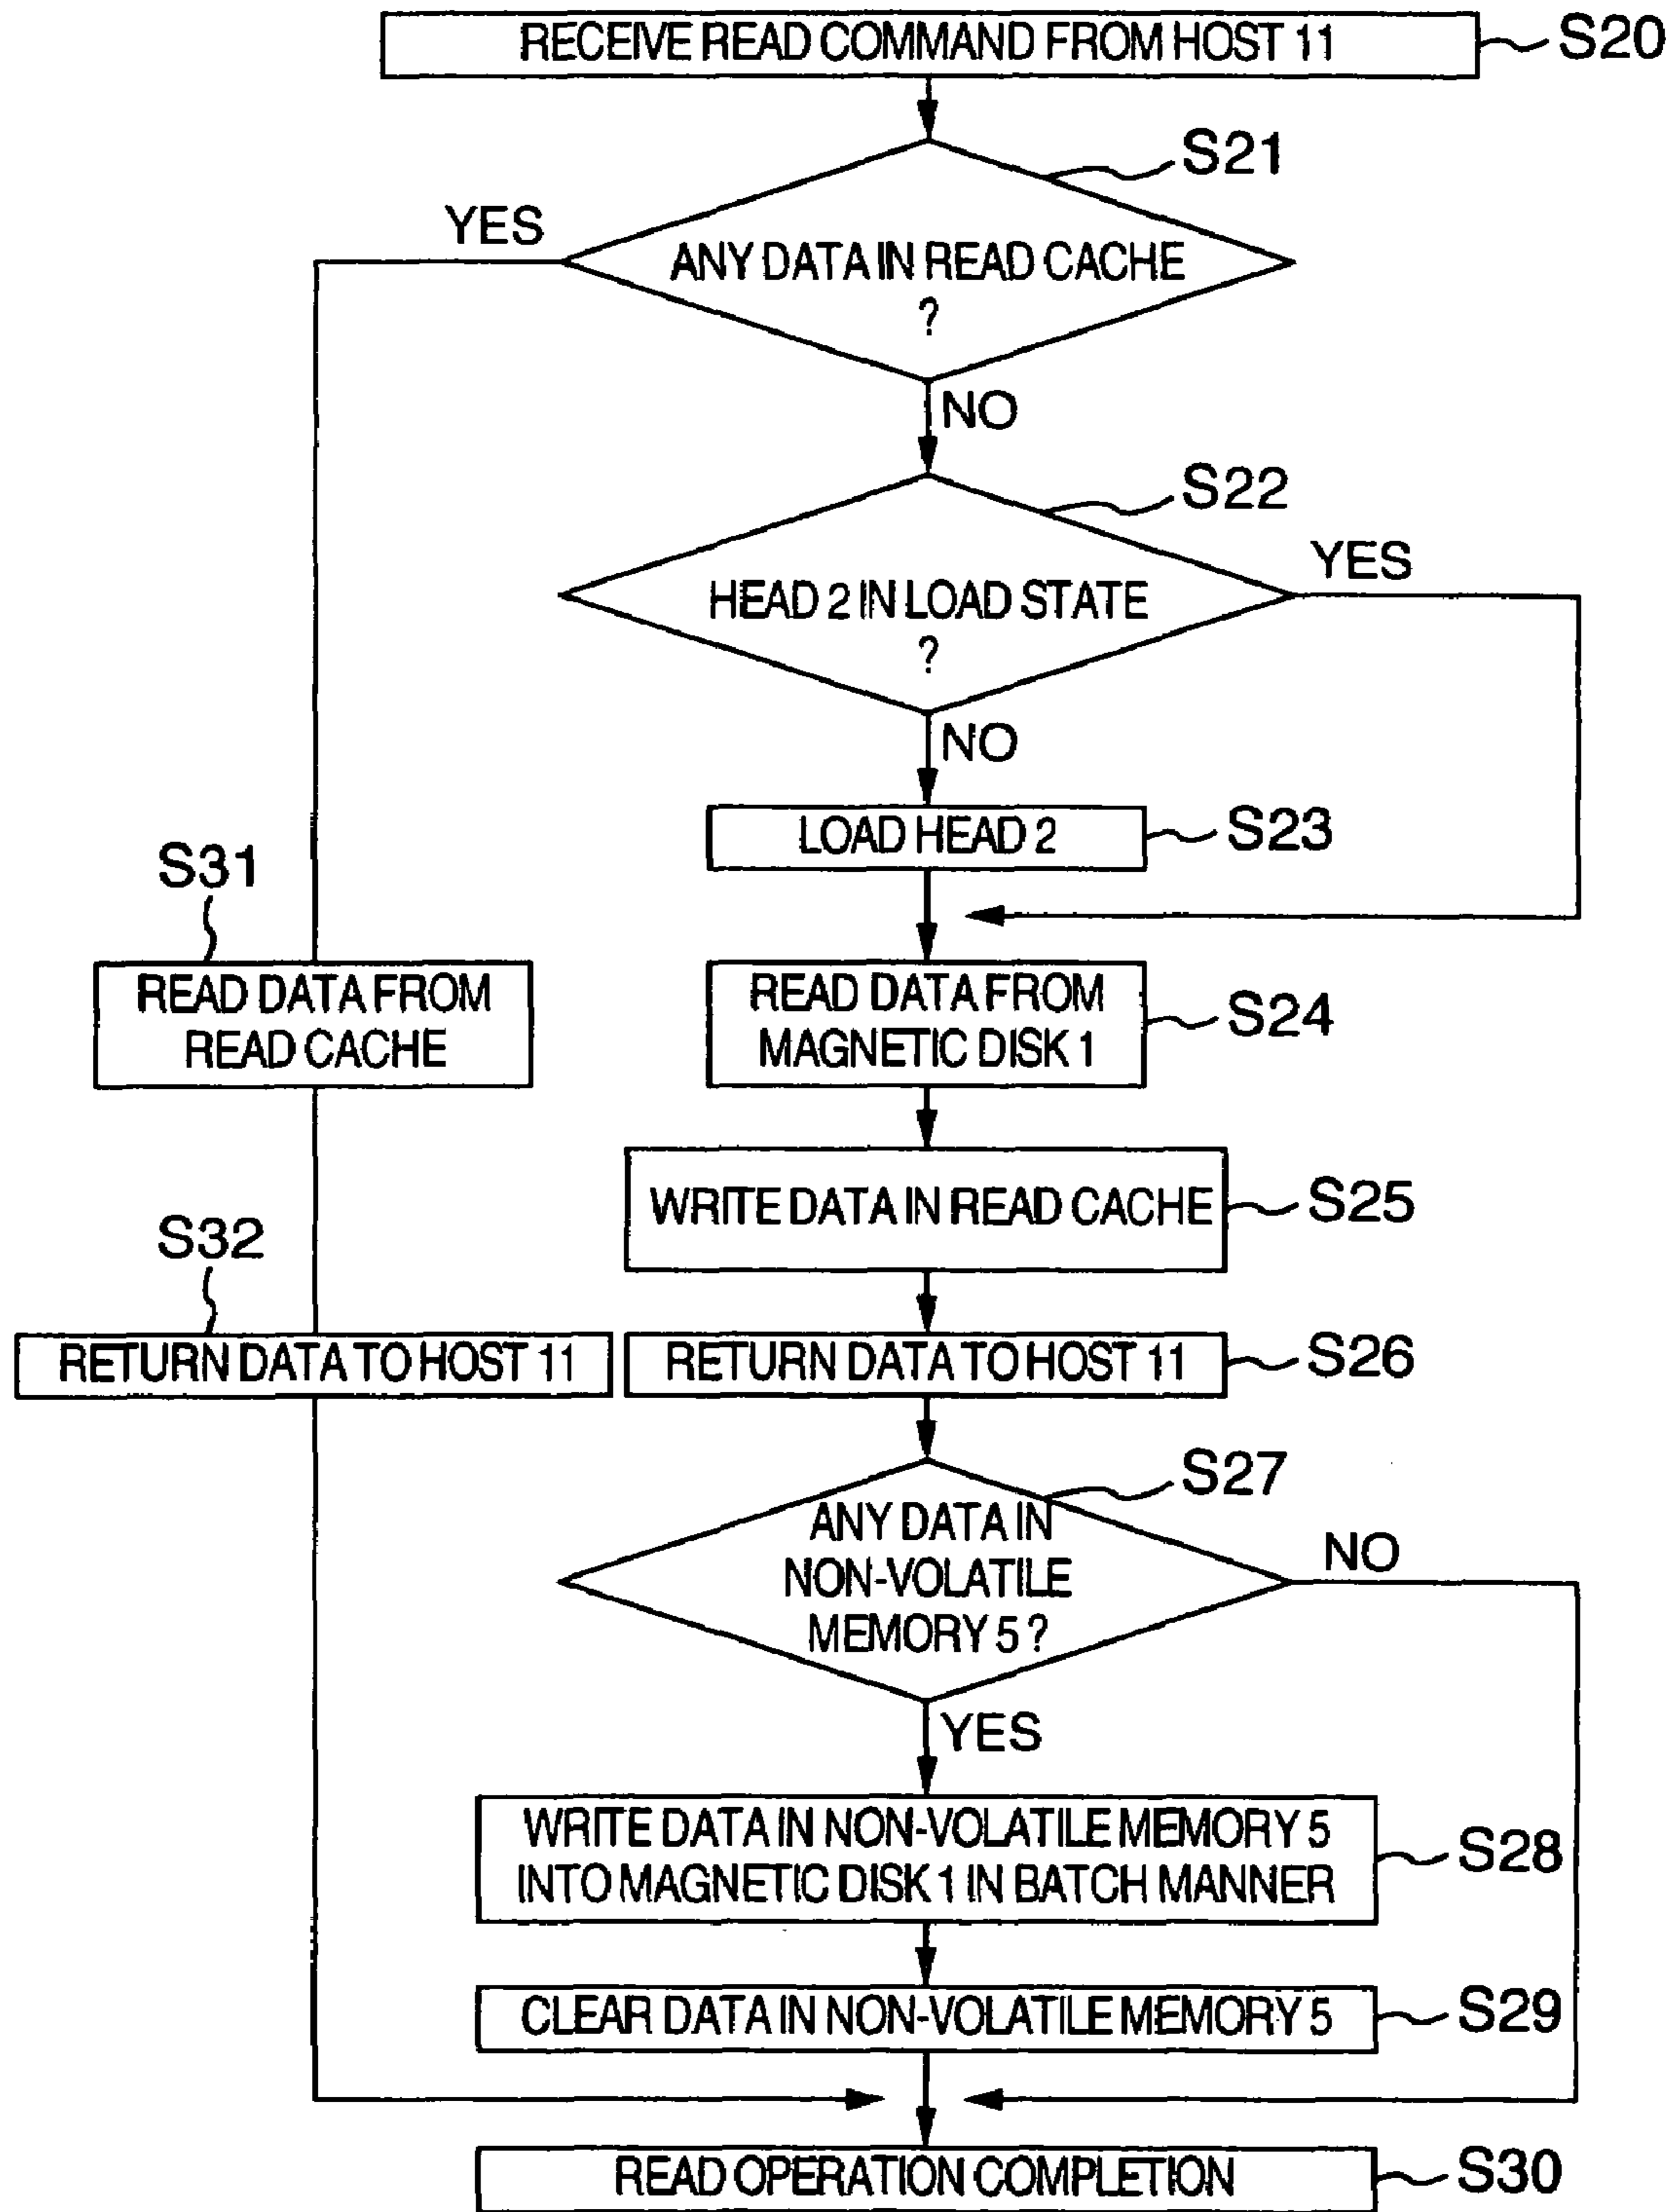 RECEIVE READ COMMAND FROM HOST 11
S20
S21
YES
ANY DATA IN READ CACHE
?
NO
S22
YES
HEAD 2 IN LOAD STATE
?
NO
LOAD HEAD 2
S23
S31
READ DATA FROM
READ CACHE
READ DATA FROM
MAGNETIC DISK 1
S24
WRITE DATA IN READ CACHE
S25
S32
RETURN DATA TO HOST 11
RETURN DATA TO HOST 11
S26
S27
ANY DATA IN
NON-VOLATILE
MEMORY 5 ?
NO
YES
WRITE DATA IN NON-VOLATILE MEMORY 5
INTO MAGNETIC DISK 1 IN BATCH MANNER
S28
CLEAR DATA IN NON-VOLATILE MEMORY 5
S29
READ OPERATION COMPLETION
S30